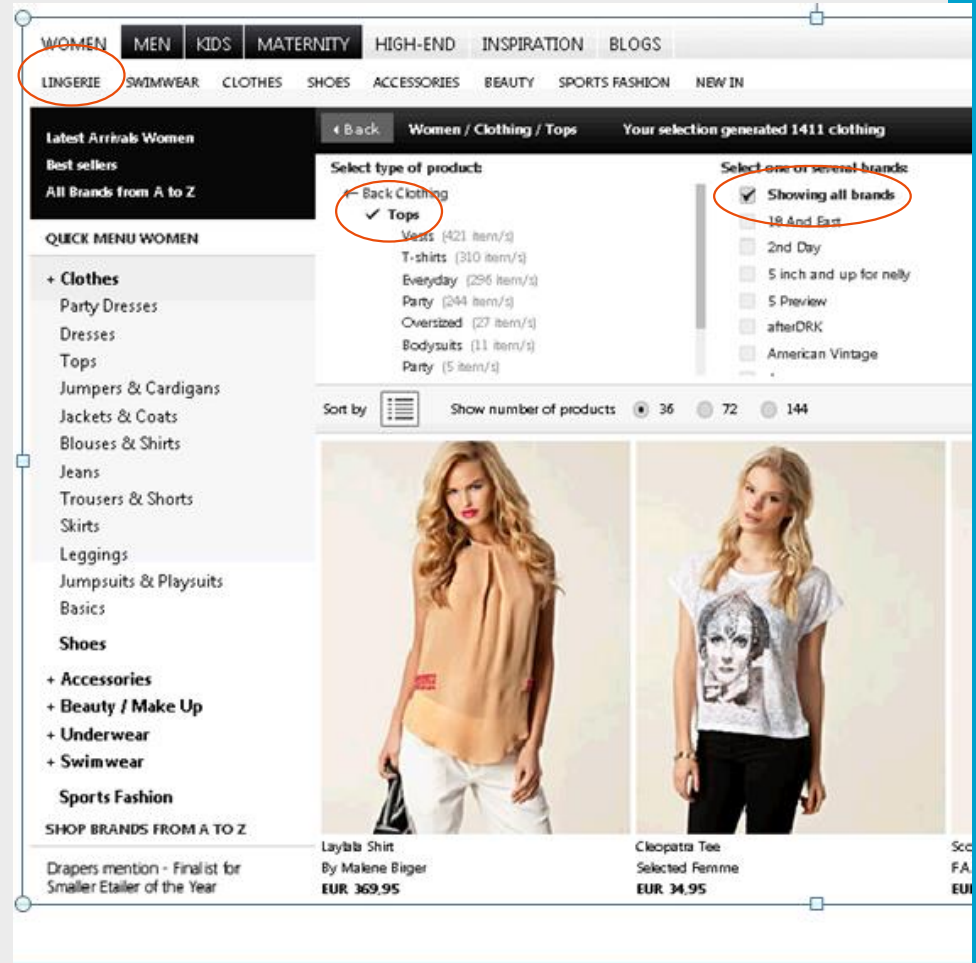 WOMEN MEN KIDS MATERNITY HIGH-END INSPIRATION BLOGS
LINGERIE SWIMWEAR CLOTHES SHOES ACCESSORIES BEAUTY SPORTS FASHION NEW IN
Latest Arrivals Women
Best sellers
All Brands from A to Z
QUICK MENU WOMEN
+ Clothes
Party Dresses
Dresses
Tops
Jumpers & Cardigans
Jackets & Coats
Blouses & Shirts
Jeans
Trousers & Shorts
Skirts
Leggings
Jumpsuits & Playsuits
Basics
Shoes
+ Accessories
+ Beauty / Make Up
+ Underwear
+ Swimwear
Sports Fashion
SHOP BRANDS FROM A TO Z
Drapers mention - Finalist for
Smaller Etailer of the Year
Back Women / Clothing / Tops Your selection generated 1411 clothing
Select type of product:
← Back Clothing
✓ Tops
Vests (421 item/s)
T-shirts (310 item/s)
Everyday (296 item/s)
Party (244 item/s)
Oversized (27 item/s)
Bodysuits (11 item/s)
Party (5 item/s)
Select one or several brands:
Showing all brands
18 And East
2nd Day
5 inch and up for nelly
5 Preview
afterDRK
American Vintage
Sort by Show number of products 36 72 144
Laylala Shirt
By Malene Birger
EUR 369,95
Cleopatra Tee
Selected Femme
EUR 34,95